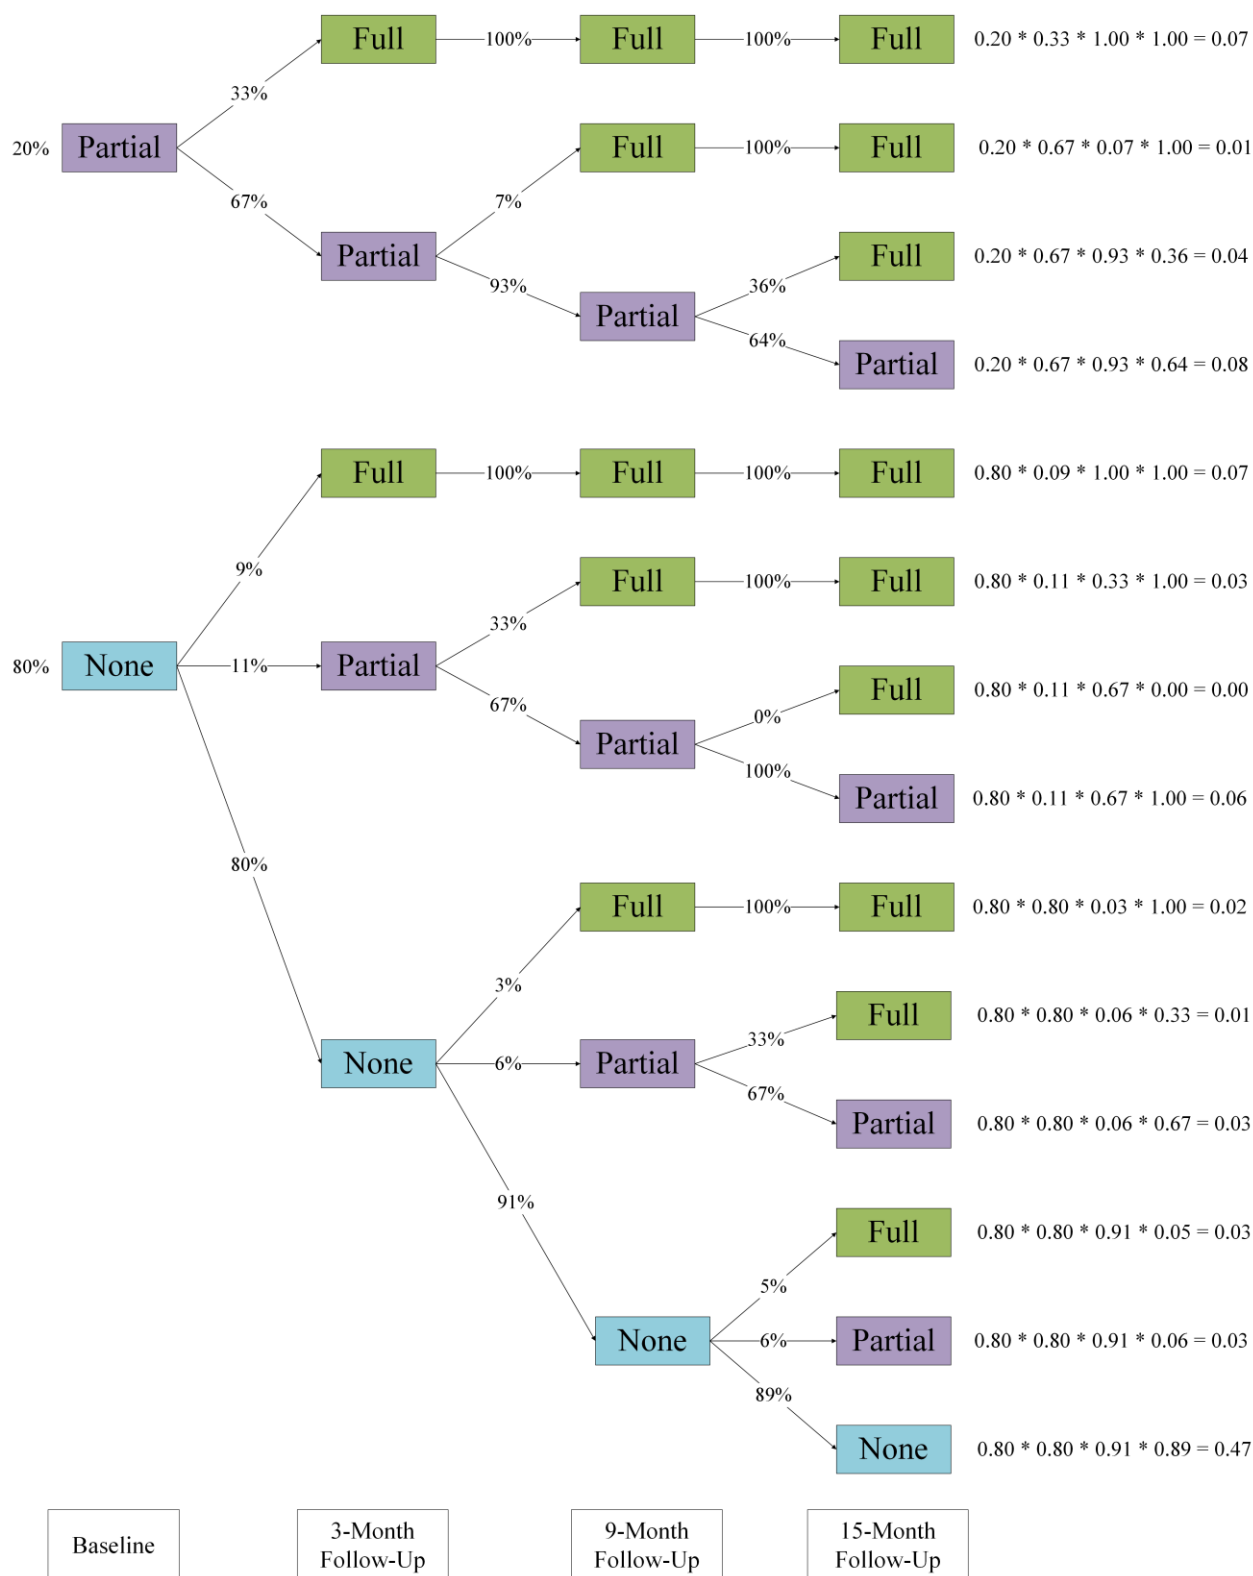 Full 100% Full 100% Full 0.20 * 0.33 * 1.00 * 1.00 = 0.07
33%
20% Partial Full 100% Full 0.20 * 0.67 * 0.07 * 1.00 = 0.01
67% 7%
Partial Full 0.20 * 0.67 * 0.93 * 0.36 = 0.04
93% 36%
Partial
64%
Partial 0.20 * 0.67 * 0.93 * 0.64 = 0.08
Full 100% Full 100% Full 0.80 * 0.09 * 1.00 * 1.00 = 0.07
9%
Full 100% Full 0.80 * 0.11 * 0.33 * 1.00 = 0.03
33%
80% None 11% Partial Full 0.80 * 0.11 * 0.67 * 0.00 = 0.00
67% 0%
Partial
100%
Partial 0.80 * 0.11 * 0.67 * 1.00 = 0.06
80%
Full 100% Full 0.80 * 0.80 * 0.03 * 1.00 = 0.02
3%
Full 0.80 * 0.80 * 0.06 * 0.33 = 0.01
33%
None 6% Partial
67%
Partial 0.80 * 0.80 * 0.06 * 0.67 = 0.03
91%
Full 0.80 * 0.80 * 0.91 * 0.05 = 0.03
5%
None 6% Partial 0.80 * 0.80 * 0.91 * 0.06 = 0.03
89%
None 0.80 * 0.80 * 0.91 * 0.89 = 0.47
Baseline
3-Month
Follow-Up
9-Month
Follow-Up
15-Month
Follow-Up